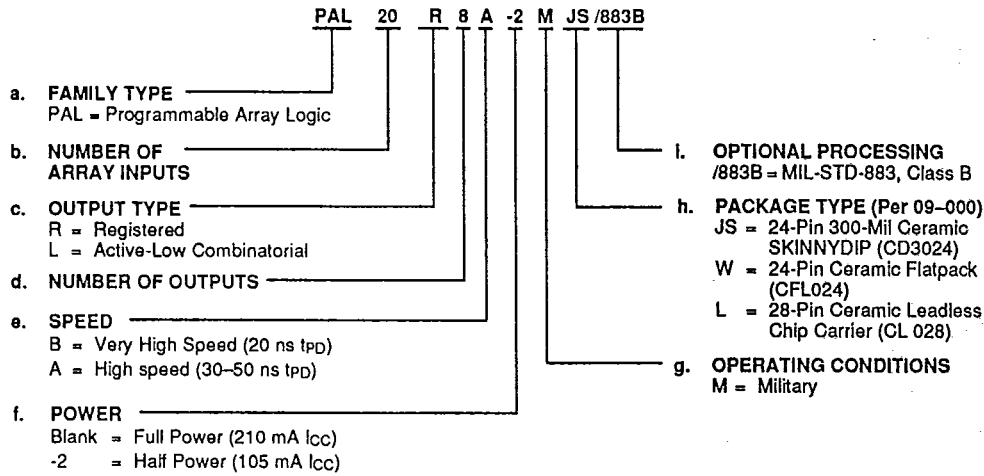 PAL 20 R 8 A -2 M JS /883B
a. FAMILY TYPE
PAL = Programmable Array Logic
b. NUMBER OF
ARRAY INPUTS
c. OUTPUT TYPE
R = Registered
L = Active-Low Combinatorial
d. NUMBER OF OUTPUTS
e. SPEED
B = Very High Speed (20 ns tPD)
A = High speed (30–50 ns tPD)
f. POWER
Blank = Full Power (210 mA ICC)
-2 = Half Power (105 mA ICC)
i. OPTIONAL PROCESSING
/883B = MIL-STD-883, Class B
h. PACKAGE TYPE (Per 09–000)
JS = 24-Pin 300-Mil Ceramic
SKINNYDIP (CD3024)
W = 24-Pin Ceramic Flatpack
(CFL024)
L = 28-Pin Ceramic Leadless
Chip Carrier (CL 028)
g. OPERATING CONDITIONS
M = Military